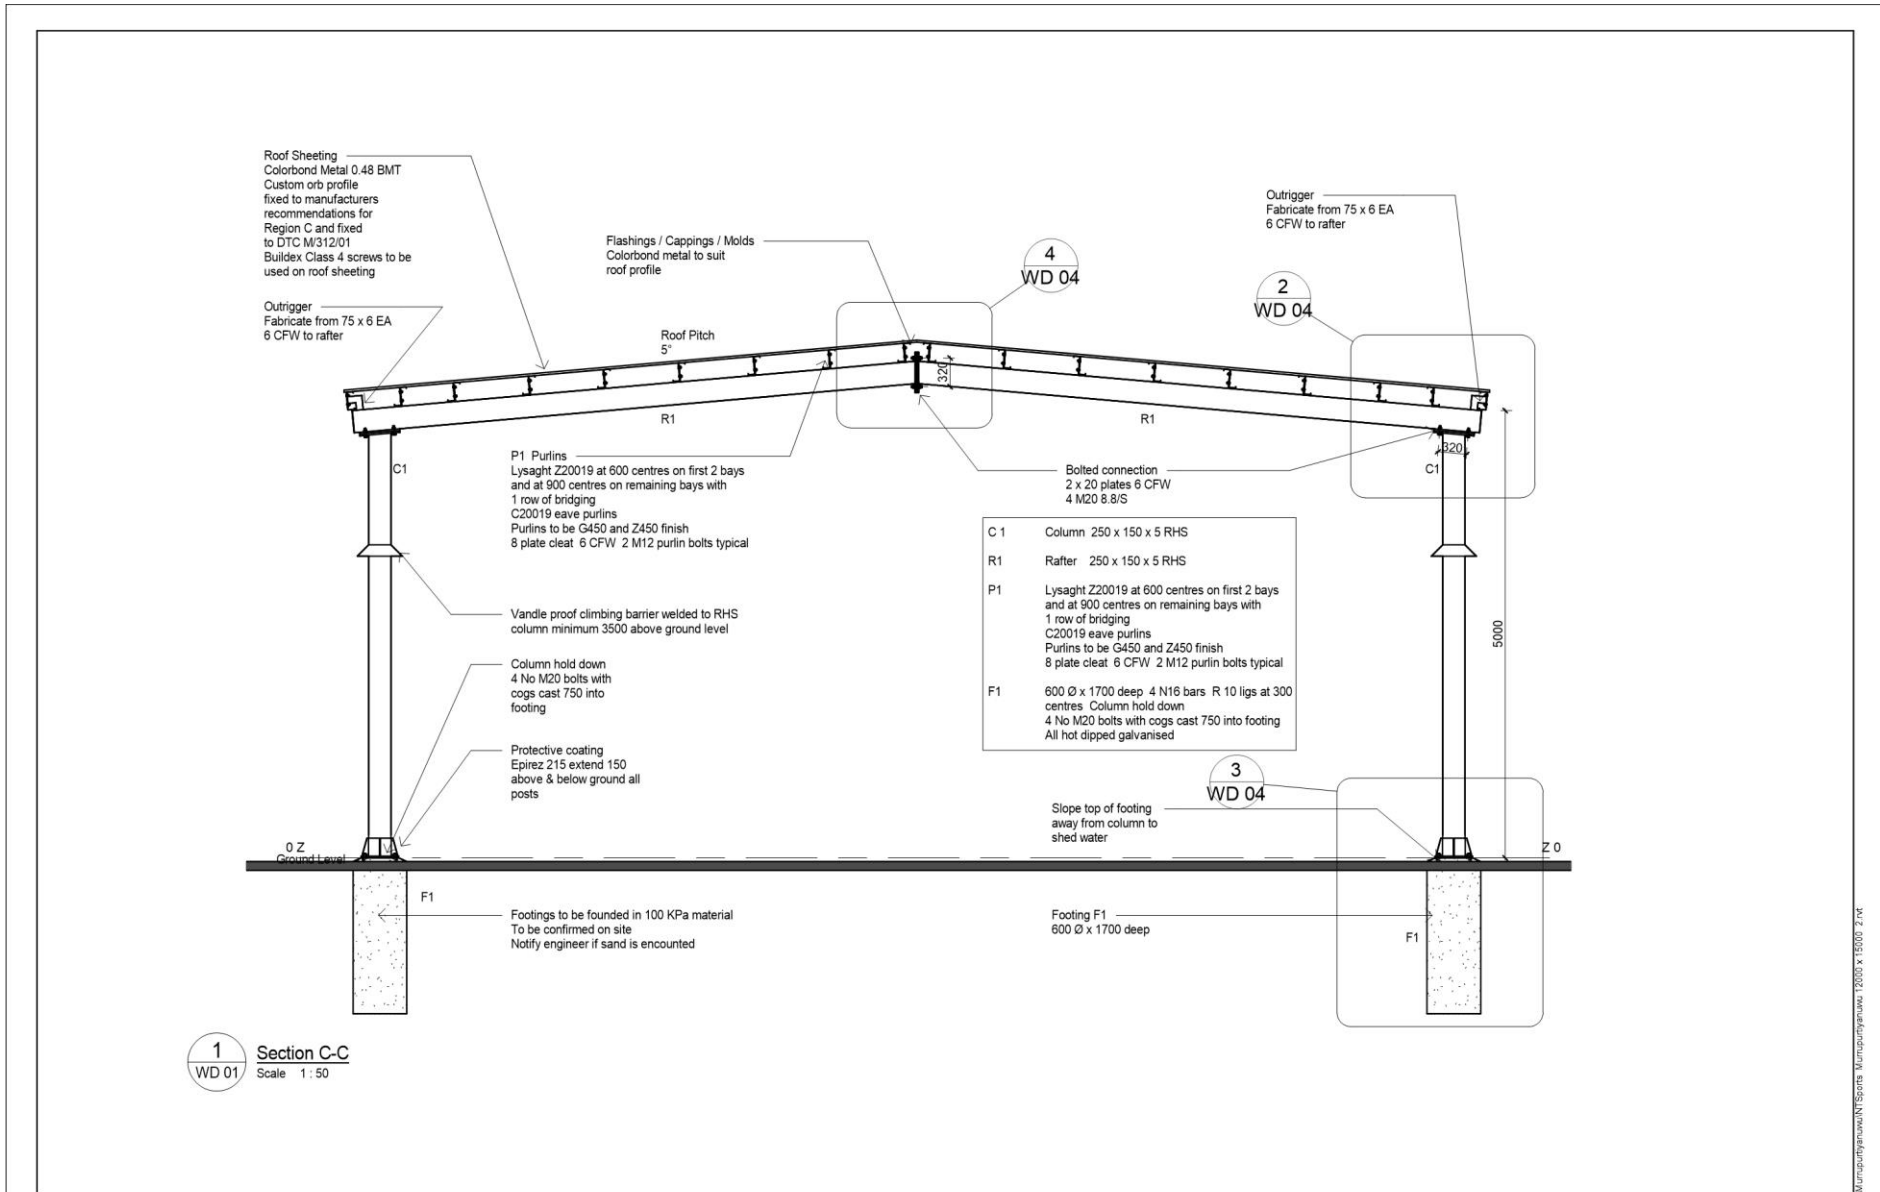 Roof Sheeting
Colorbond Metal 0.48 BMT
Custom orb profile
fixed to manufacturers
recommendations for
Region C and fixed
to DTC M/312/01
Buildex Class 4 screws to be
used on roof sheeting
Outrigger
Fabricate from 75 x 6 EA
6 CFW to rafter
Flashings / Cappings / Molds
Colorbond metal to suit
roof profile
4
WD 04
Outrigger
Fabricate from 75 x 6 EA
6 CFW to rafter
2
WD 04
Roof Pitch
5°
320
R1
R1
C1
320
C1
P1 Purlins
Lysaght Z20019 at 600 centres on first 2 bays
and at 900 centres on remaining bays with
1 row of bridging
C20019 eave purlins
Purlins to be G450 and Z450 finish
8 plate cleat 6 CFW 2 M12 purlin bolts typical
Bolted connection
2 x 20 plates 6 CFW
4 M20 8.8/S
C 1 Column 250 x 150 x 5 RHS
R1 Rafter 250 x 150 x 5 RHS
P1 Lysaght Z20019 at 600 centres on first 2 bays
and at 900 centres on remaining bays with
1 row of bridging
C20019 eave purlins
Purlins to be G450 and Z450 finish
8 plate cleat 6 CFW 2 M12 purlin bolts typical
F1 600 Ø x 1700 deep 4 N16 bars R 10 ligs at 300
centres Column hold down
4 No M20 bolts with cogs cast 750 into footing
All hot dipped galvanised
5000
Vandle proof climbing barrier welded to RHS
column minimum 3500 above ground level
Column hold down
4 No M20 bolts with
cogs cast 750 into
footing
Protective coating
Epirez 215 extend 150
above & below ground all
posts
3
WD 04
Slope top of footing
away from column to
shed water
0 Z
Ground Level
Z 0
F1
Footings to be founded in 100 KPa material
To be confirmed on site
Notify engineer if sand is encounted
Footing F1
600 Ø x 1700 deep
F1
1
WD 01
Section C-C
Scale 1 : 50
Murrupurtiyanuwu\NTSports Murrupurtiyanuwu 12000 x 15000 2.rvt